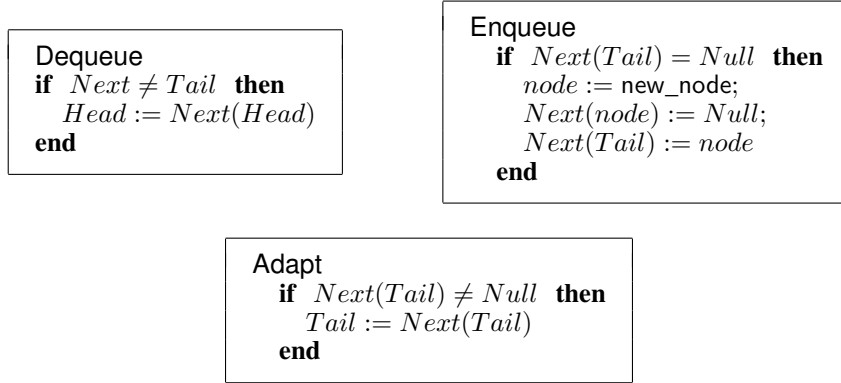 Dequeue
if Next ≠ Tail then
Head := Next(Head)
end
Enqueue
if Next(Tail) = Null then
node := new_node;
Next(node) := Null;
Next(Tail) := node
end
Adapt
if Next(Tail) ≠ Null then
Tail := Next(Tail)
end